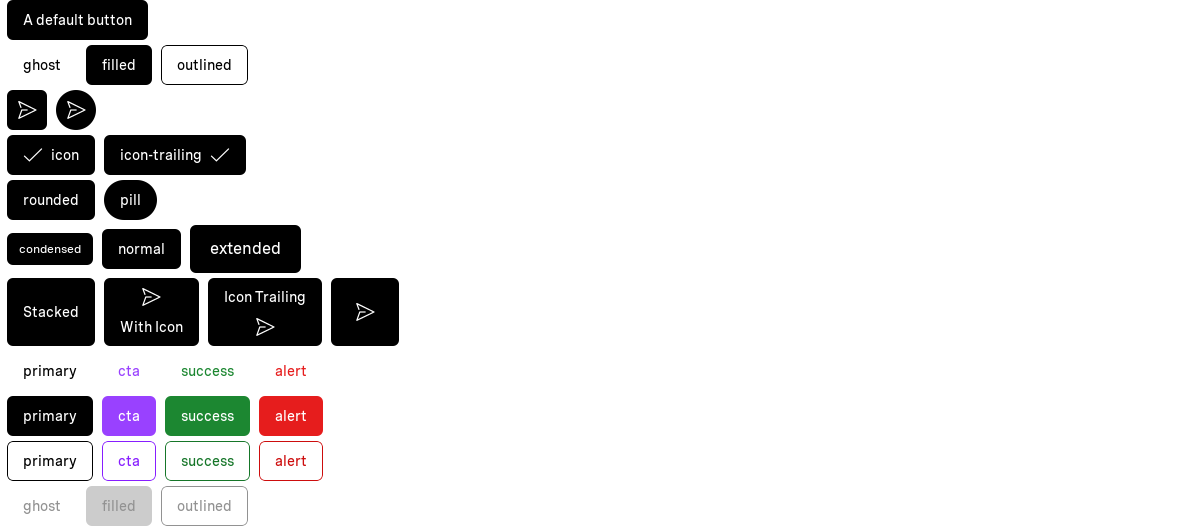 A default button
ghost filled outlined
icon icon-trailing
rounded pill
condensed normal extended
Stacked With Icon Icon Trailing
primary cta success alert
primary cta success alert
primary cta success alert
ghost filled outlined